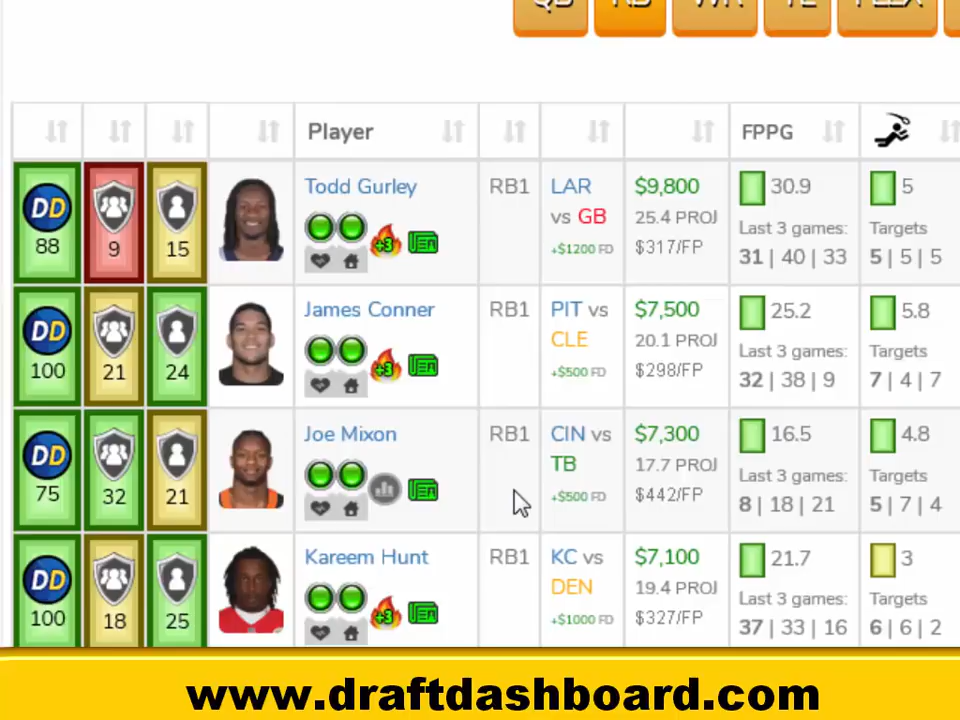 QB RB WR TE FLEX
Player FPPG
DD 88 9 15 Todd Gurley +3 RB1 LAR vs GB +$1200 FD $9,800 25.4 PROJ $317/FP 30.9 Last 3 games: 31 | 40 | 33 5 Targets 5 | 5 | 5
DD 100 21 24 James Conner +3 RB1 PIT vs CLE +$500 FD $7,500 20.1 PROJ $298/FP 25.2 Last 3 games: 32 | 38 | 9 5.8 Targets 7 | 4 | 7
DD 75 32 21 Joe Mixon RB1 CIN vs TB +$500 FD $7,300 17.7 PROJ $442/FP 16.5 Last 3 games: 8 | 18 | 21 4.8 Targets 5 | 7 | 4
DD 100 18 25 Kareem Hunt +3 RB1 KC vs DEN +$1000 FD $7,100 19.4 PROJ $327/FP 21.7 Last 3 games: 37 | 33 | 16 3 Targets 6 | 6 | 2
www.draftdashboard.com